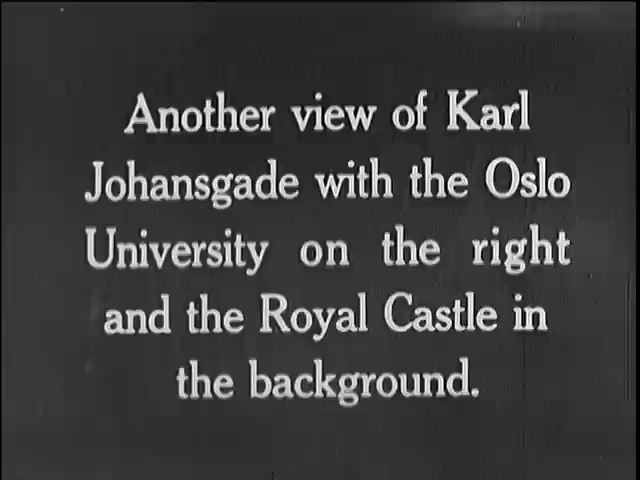 Another view of Karl
Johansgade with the Oslo
University on the right
and the Royal Castle in
the background.